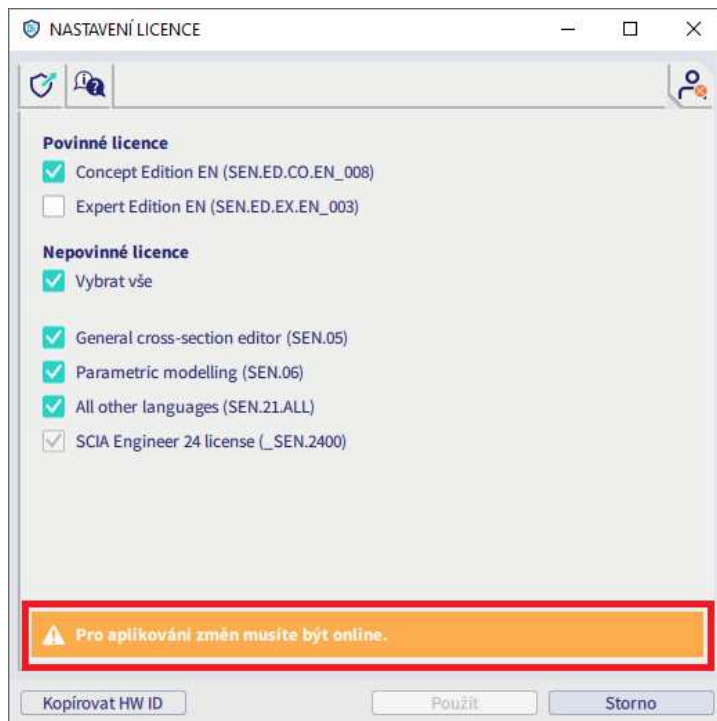 NASTAVENÍ LICENCE
Povinné licence
Concept Edition EN (SEN.ED.CO.EN_008)
Expert Edition EN (SEN.ED.EX.EN_003)
Nepovinné licence
Vybrat vše
General cross-section editor (SEN.05)
Parametric modelling (SEN.06)
All other languages (SEN.21.ALL)
SCIA Engineer 24 license (_SEN.2400)
Pro aplikování změn musíte být online.
Kopírovat HW ID
Použít
Storno